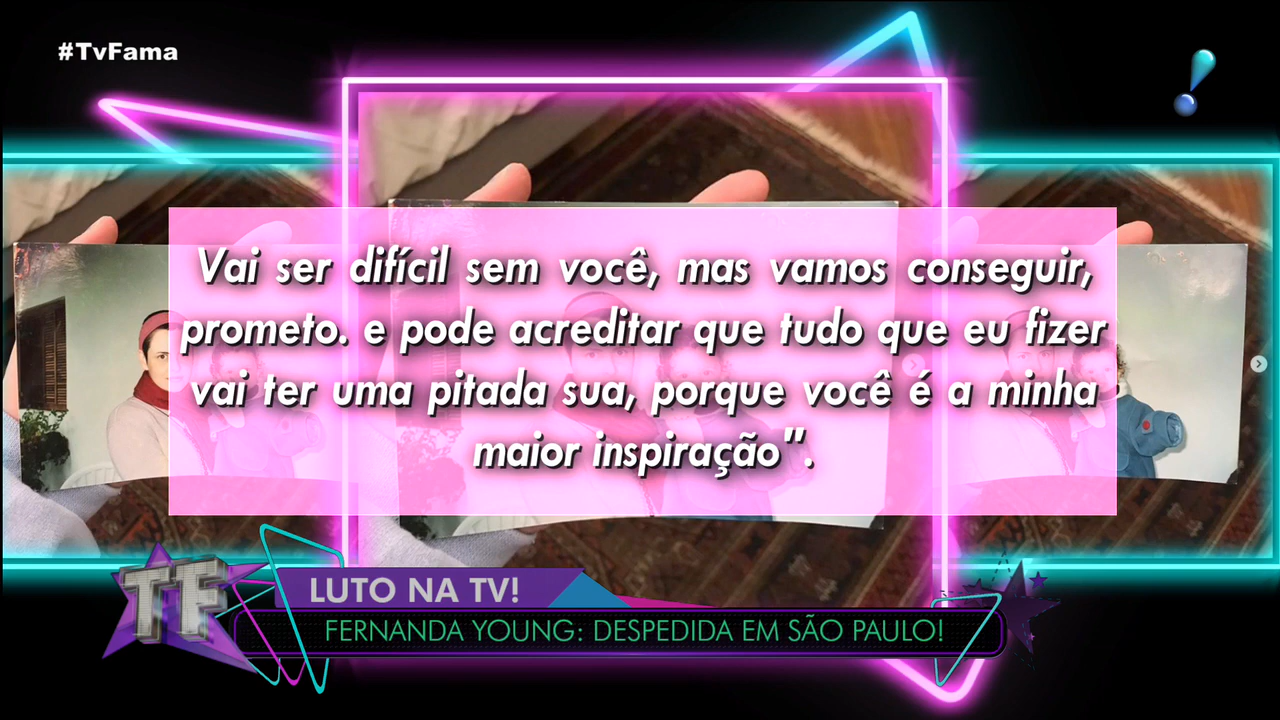 #TvFama
Vai ser difícil sem você, mas vamos conseguir,
prometo. e pode acreditar que tudo que eu fizer
vai ter uma pitada sua, porque você é a minha
maior inspiração".
TF
LUTO NA TV!
FERNANDA YOUNG: DESPEDIDA EM SÃO PAULO!